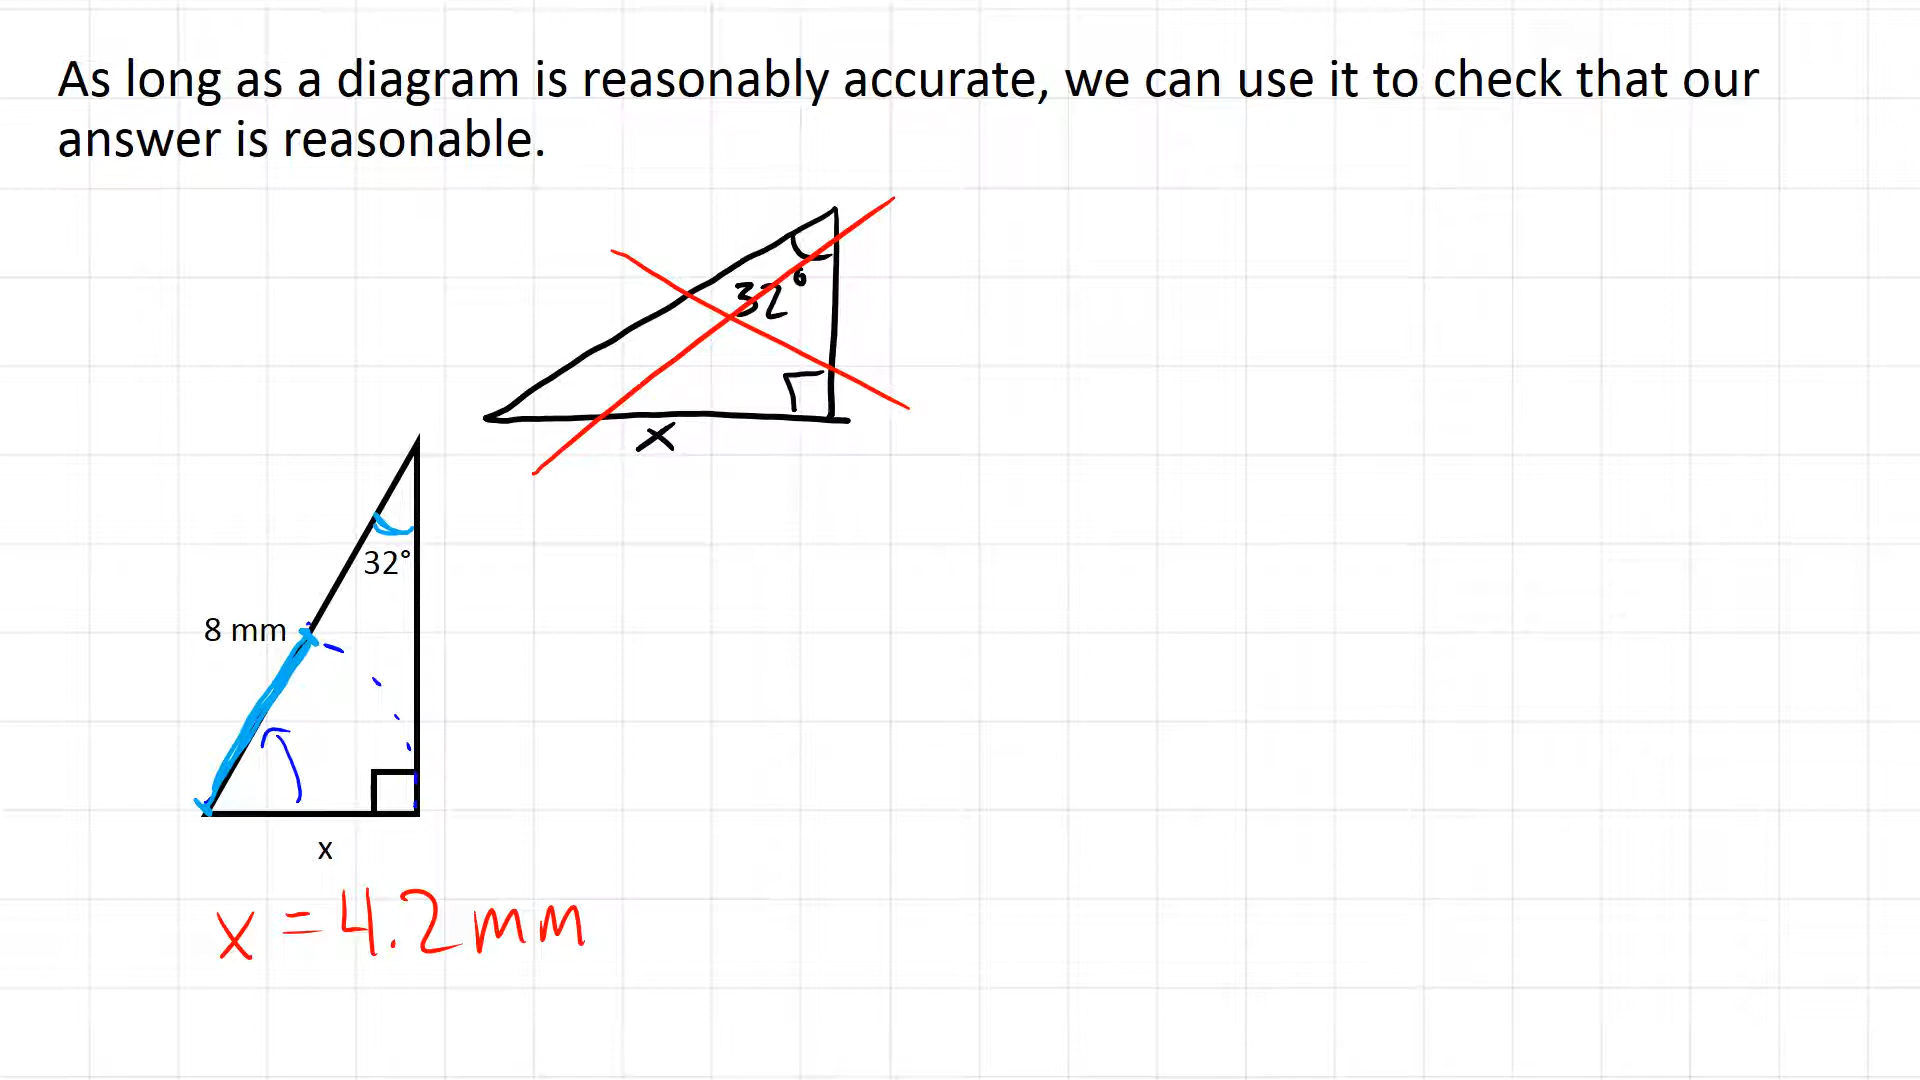 As long as a diagram is reasonably accurate, we can use it to check that our
answer is reasonable.
32°
x
32°
8 mm
x
x = 4.2 mm